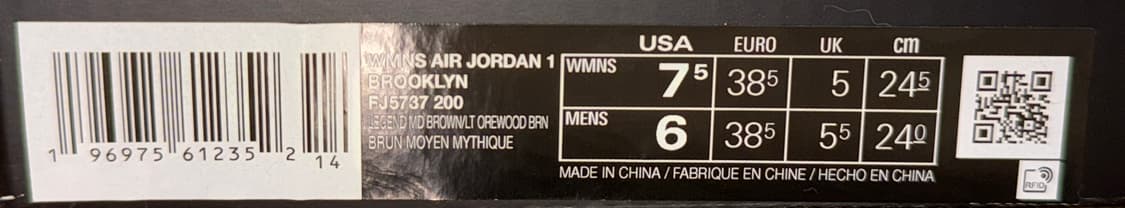 1 96975 61235 2 14
WMNS AIR JORDAN 1
BROOKLYN
FJ5737 200
LEGEND MD BROWN/LT OREWOOD BRN
BRUN MOYEN MYTHIQUE
USA EURO UK cm
WMNS 7⁵ 38⁵ 5 24⁵
MENS 6 38⁵ 5⁵ 24⁰
MADE IN CHINA / FABRIQUE EN CHINE / HECHO EN CHINA
RFID